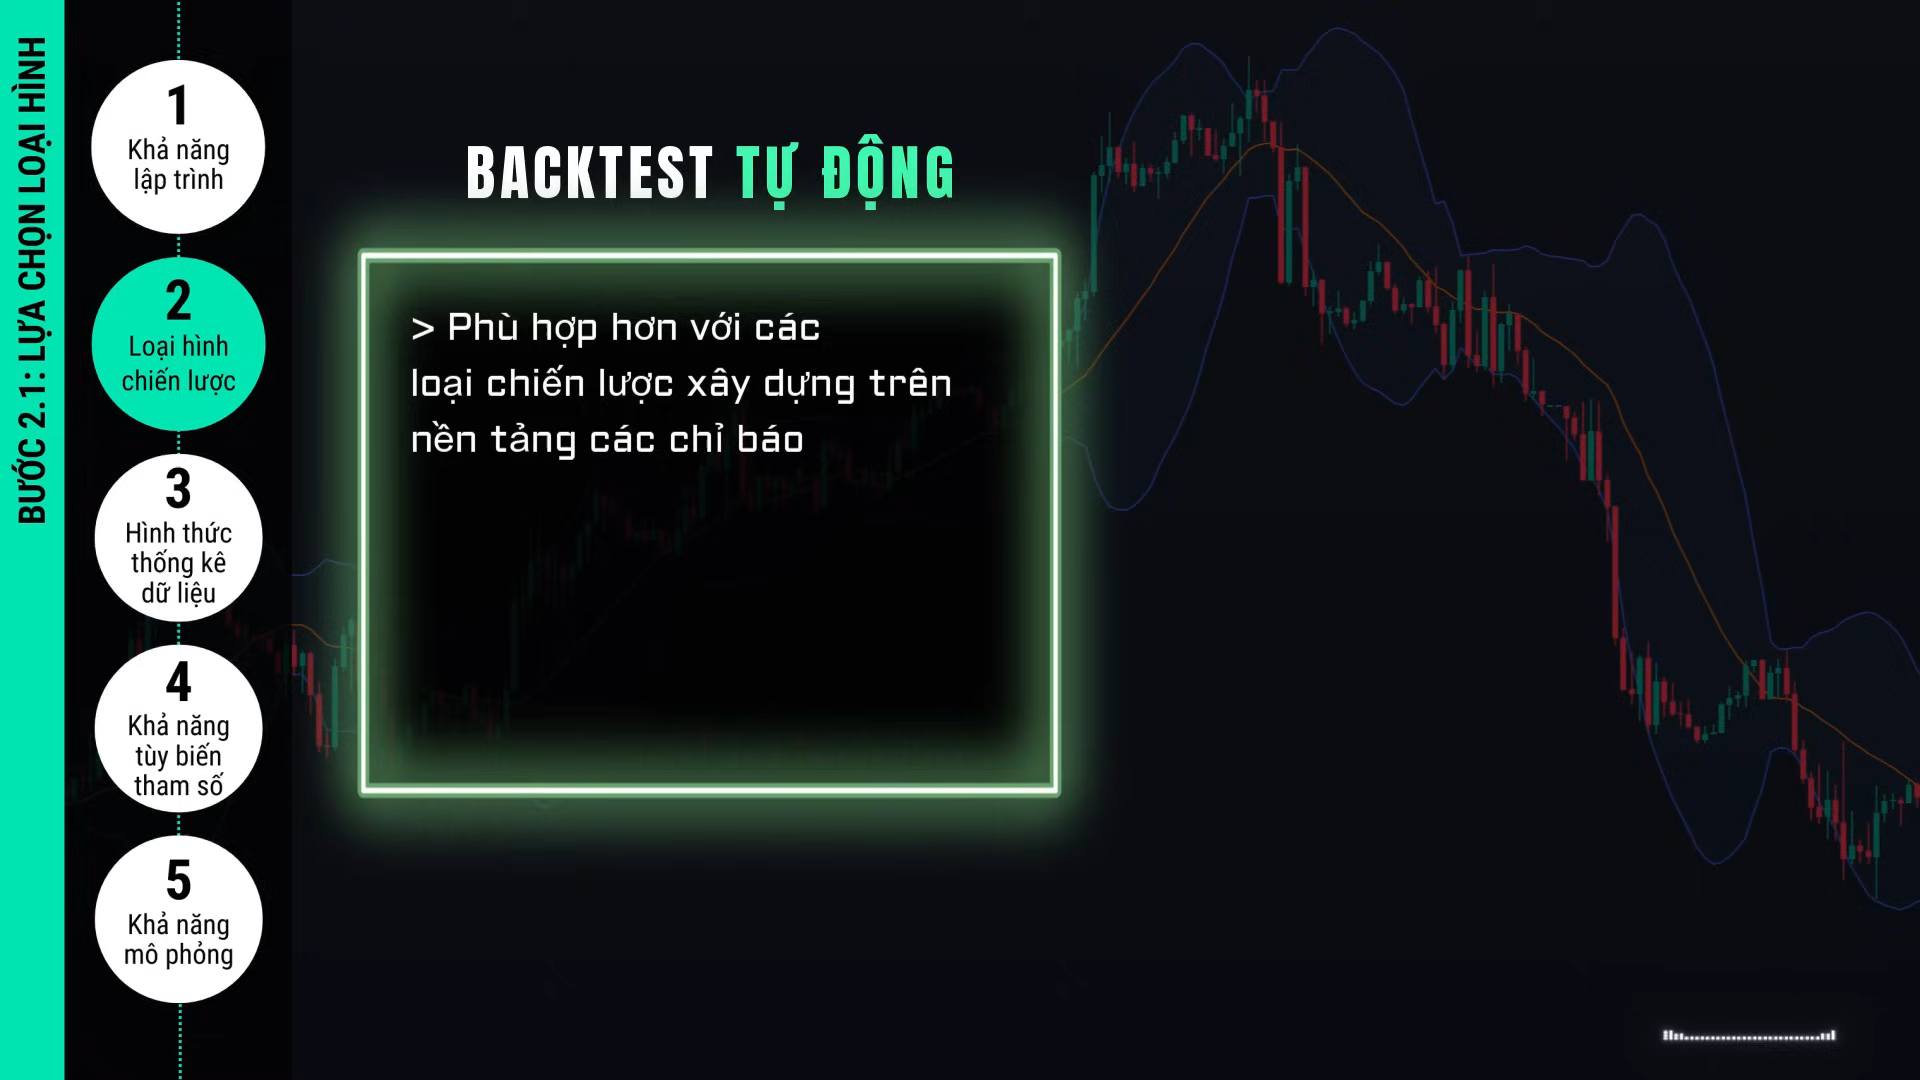 BƯỚC 2.1: LỰA CHỌN LOẠI HÌNH
1
Khả năng
lập trình
2
Loại hình
chiến lược
3
Hình thức
thống kê
dữ liệu
4
Khả năng
tùy biến
tham số
5
Khả năng
mô phỏng
BACKTEST TỰ ĐỘNG
> Phù hợp hơn với các
loại chiến lược xây dựng trên
nền tảng các chỉ báo